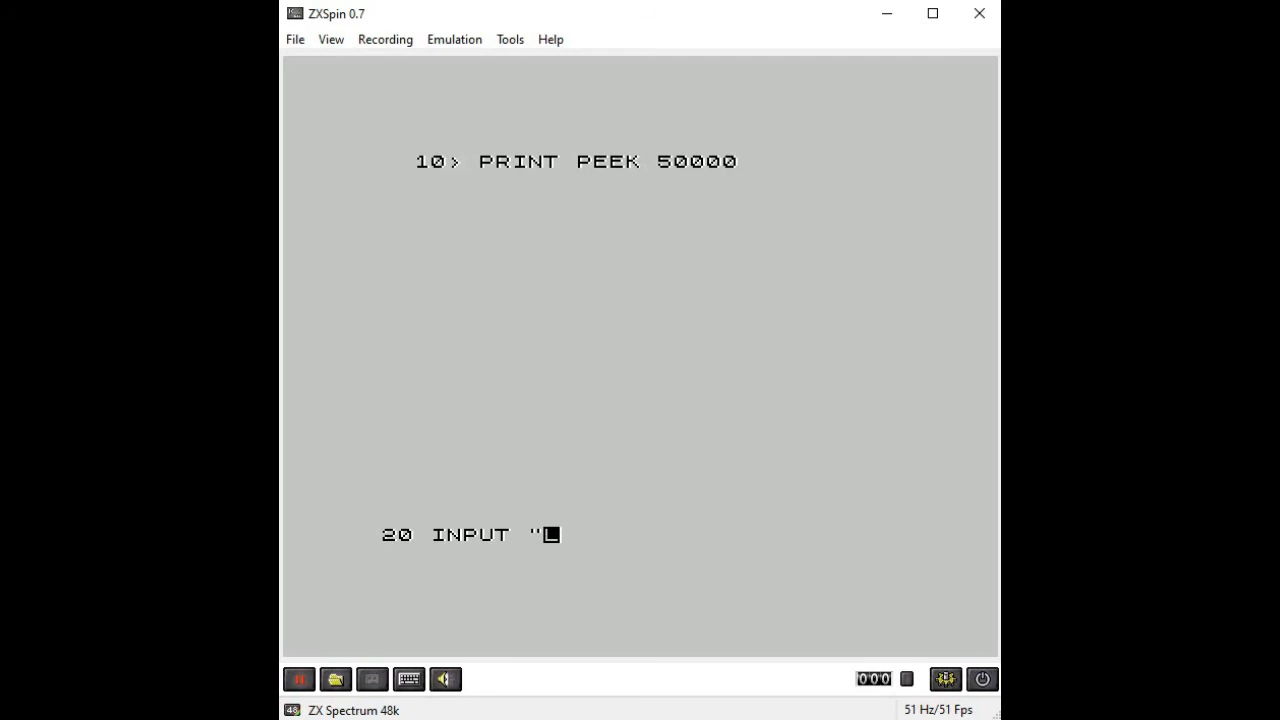 ZXSpin 0.7
File View Recording Emulation Tools Help
10> PRINT PEEK 50000
20 INPUT "L
000
48 ZX Spectrum 48k
51 Hz/51 Fps